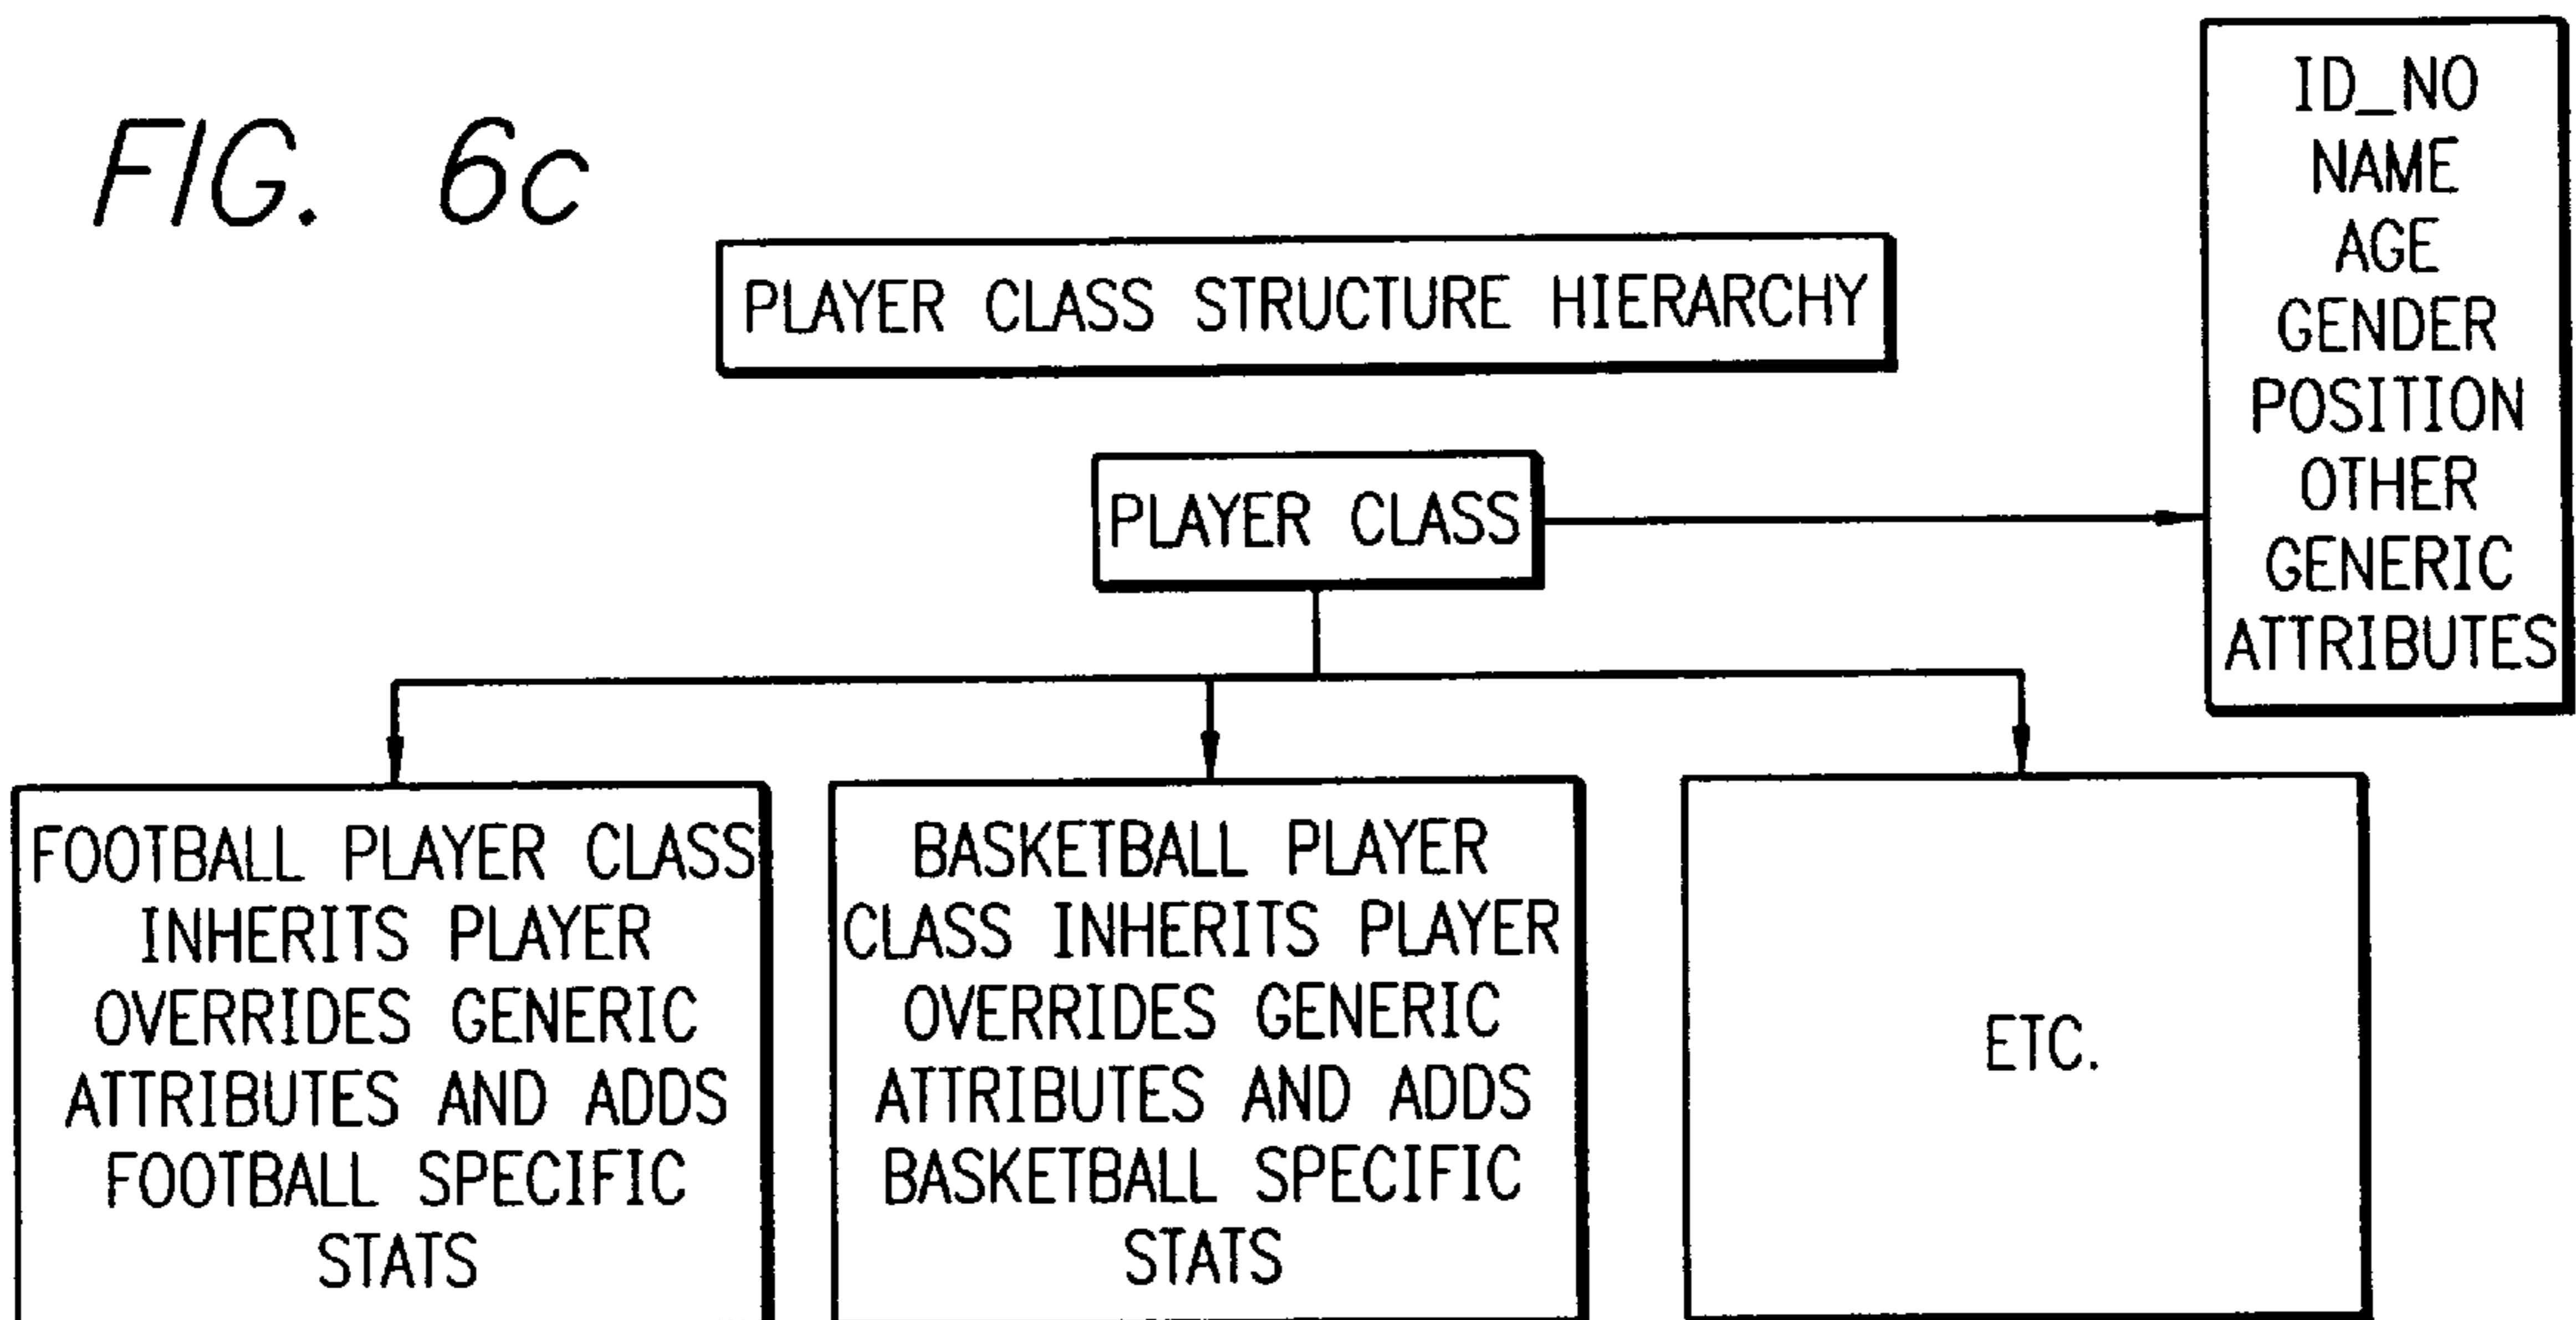 FIG. 6c
PLAYER CLASS STRUCTURE HIERARCHY
PLAYER CLASS
ID_NO
NAME
AGE
GENDER
POSITION
OTHER
GENERIC
ATTRIBUTES
FOOTBALL PLAYER CLASS
INHERITS PLAYER
OVERRIDES GENERIC
ATTRIBUTES AND ADDS
FOOTBALL SPECIFIC
STATS
BASKETBALL PLAYER
CLASS INHERITS PLAYER
OVERRIDES GENERIC
ATTRIBUTES AND ADDS
BASKETBALL SPECIFIC
STATS
ETC.